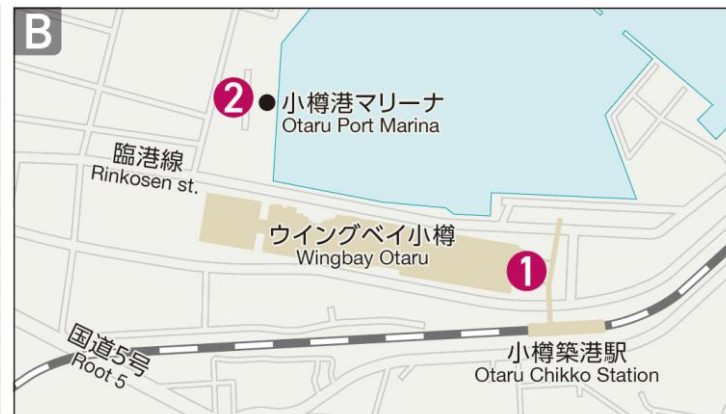 B
2
小樽港マリーナ
Otaru Port Marina
臨港線
Rinkosen st.
ウイングベイ小樽
Wingbay Otaru
1
国道5号
Root 5
小樽築港駅
Otaru Chikko Station